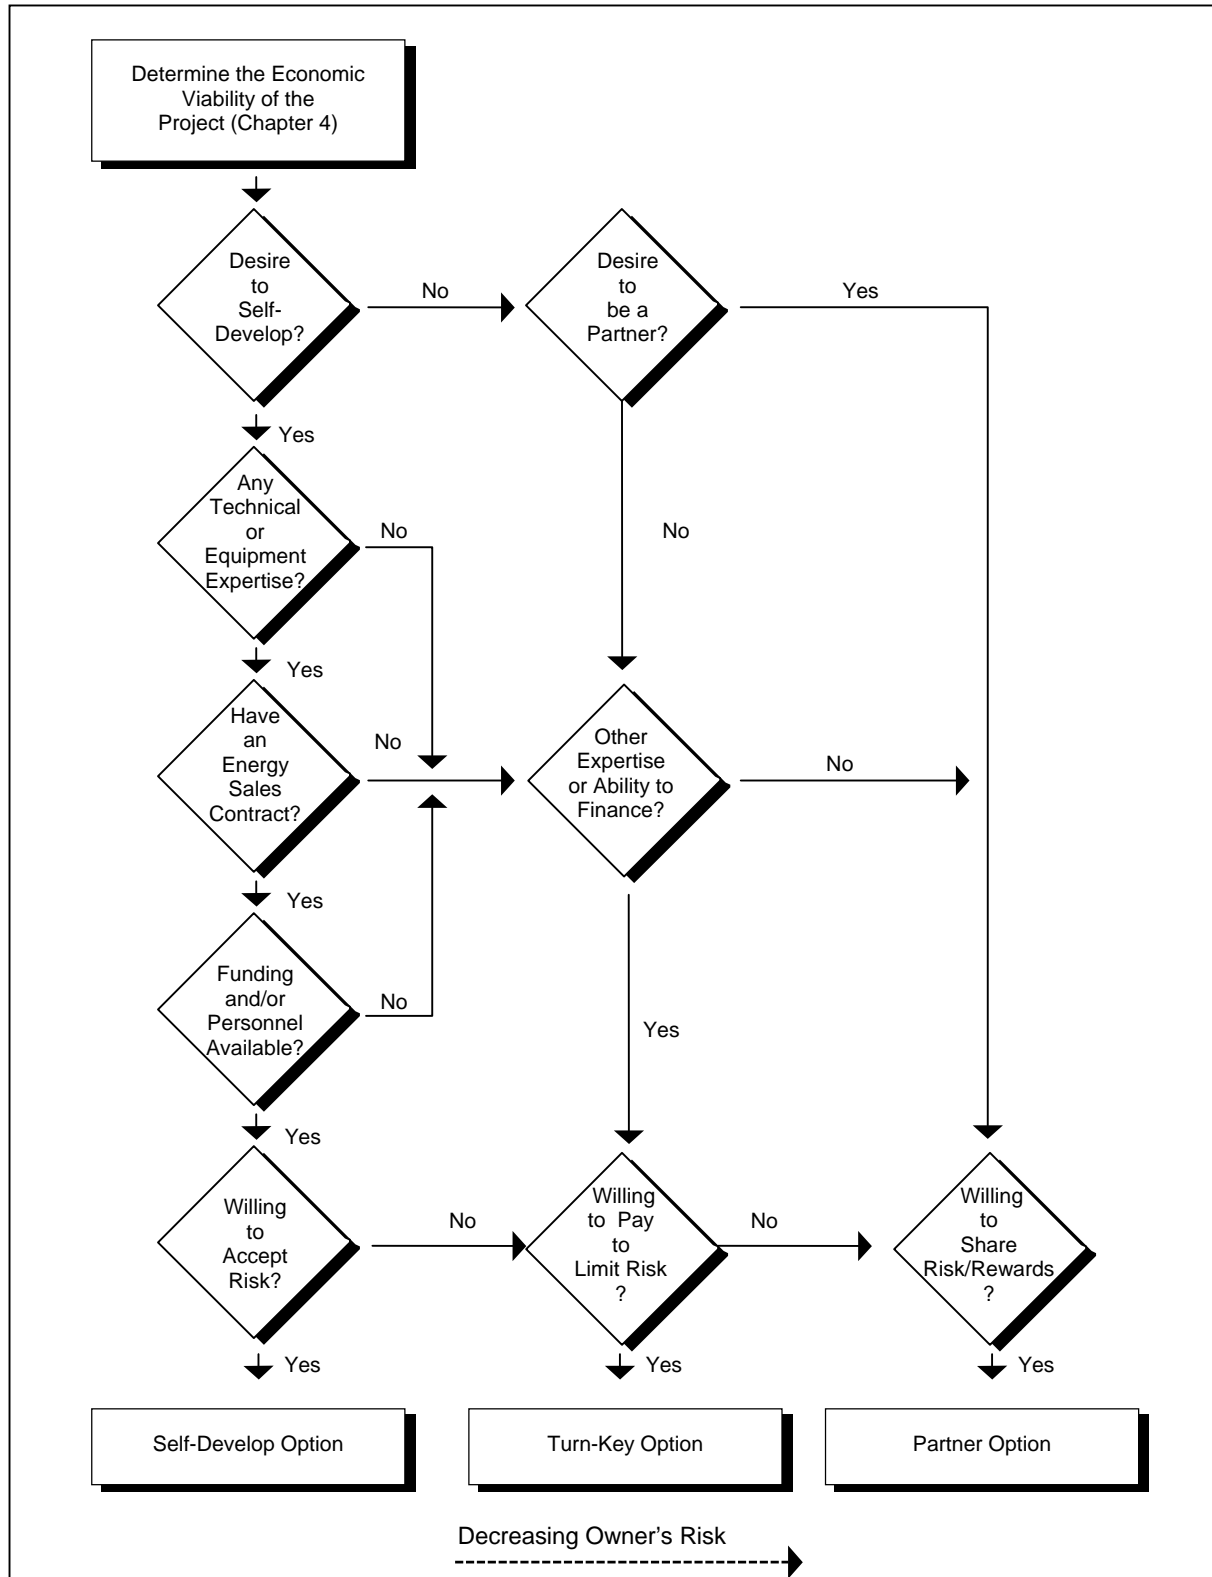 Determine the Economic
Viability of the
Project (Chapter 4)
Desire
to
Self-
Develop?
No
Desire
to
be a
Partner?
Yes
Yes
Any
Technical
or
Equipment
Expertise?
No
No
Yes
Have
an
Energy
Sales
Contract?
No
Other
Expertise
or Ability to
Finance?
No
Yes
Funding
and/or
Personnel
Available?
No
Yes
Yes
Willing
to
Accept
Risk?
No
Willing
to Pay
to
Limit Risk
?
No
Willing
to
Share
Risk/Rewards
?
Yes
Yes
Yes
Self-Develop Option
Turn-Key Option
Partner Option
Decreasing Owner's Risk